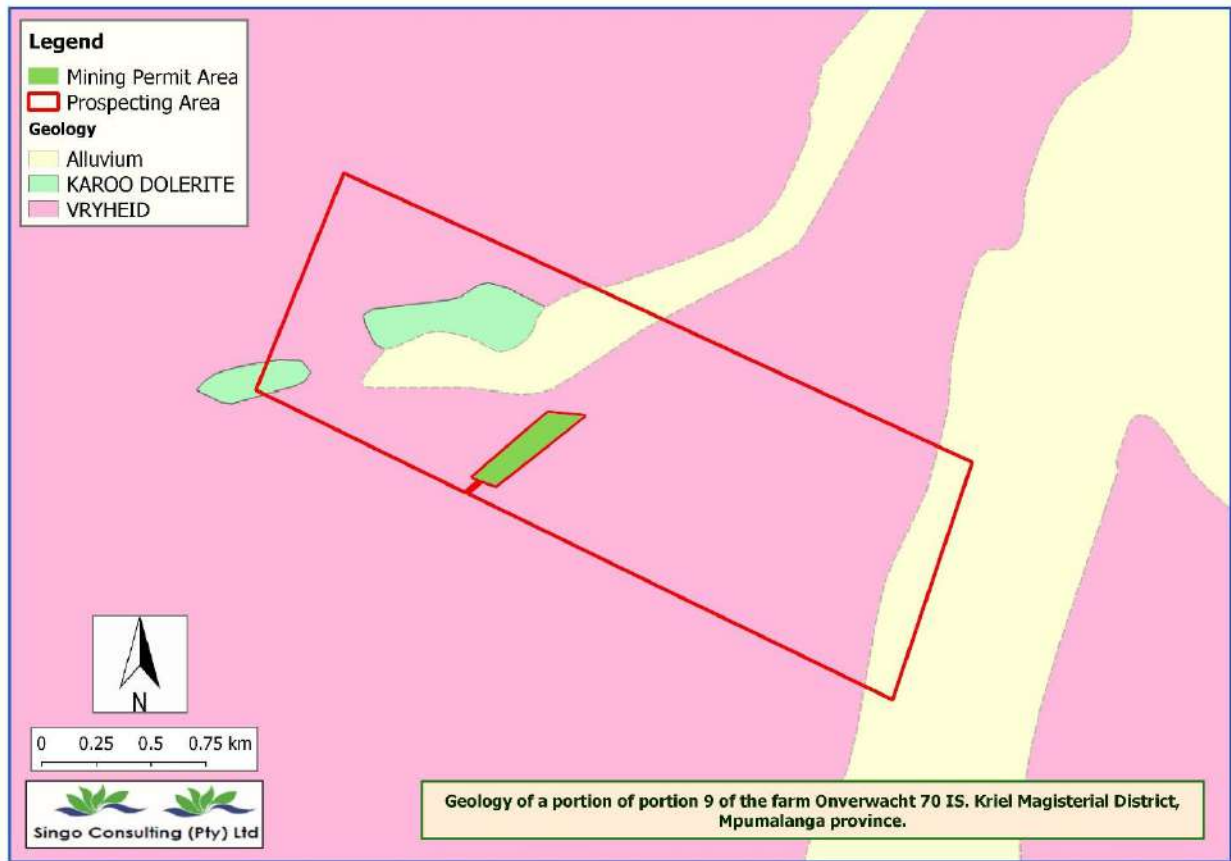 Legend
Mining Permit Area
Prospecting Area
Geology
Alluvium
KAROO DOLERITE
VRYHEID
N
0 0.25 0.5 0.75 km
Singo Consulting (Pty) Ltd
Geology of a portion of portion 9 of the farm Onverwacht 70 IS. Kriel Magisterial District,
Mpumalanga province.